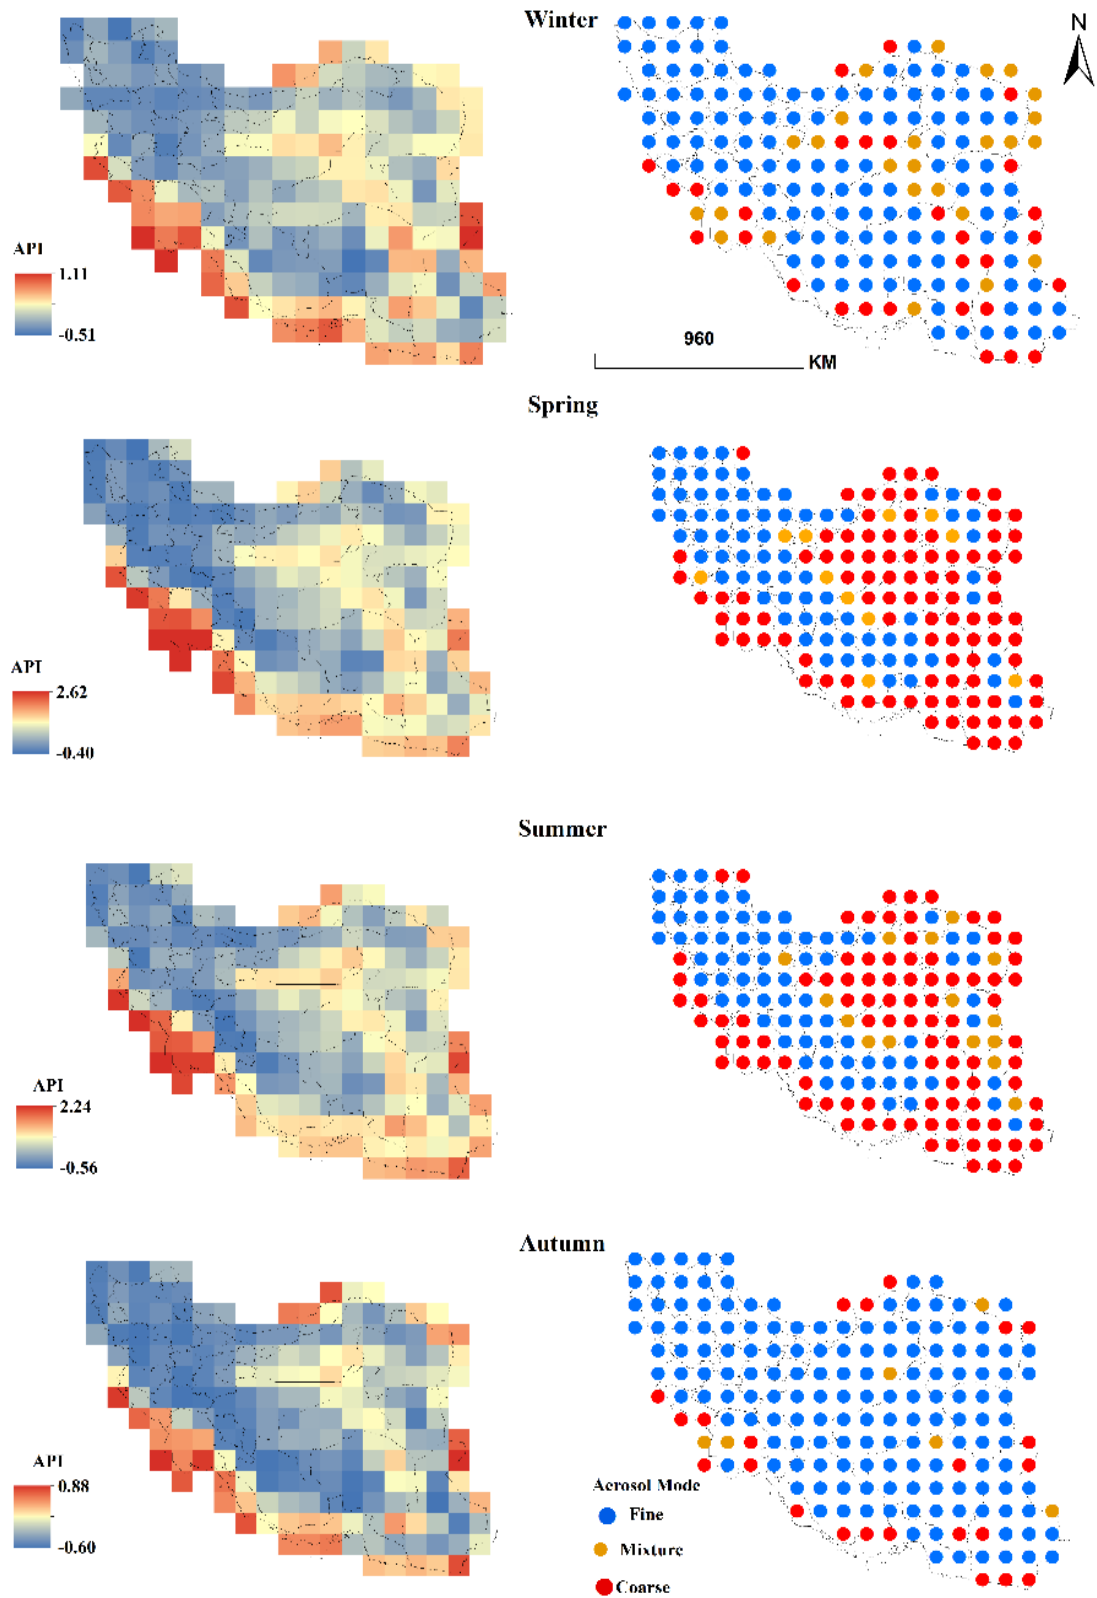 Winter
N
API
1.11
-0.51
960
KM
Spring
API
2.62
-0.40
Summer
API
2.24
-0.56
Autumn
API
0.88
-0.60
Aerosol Mode
Fine
Mixture
Coarse